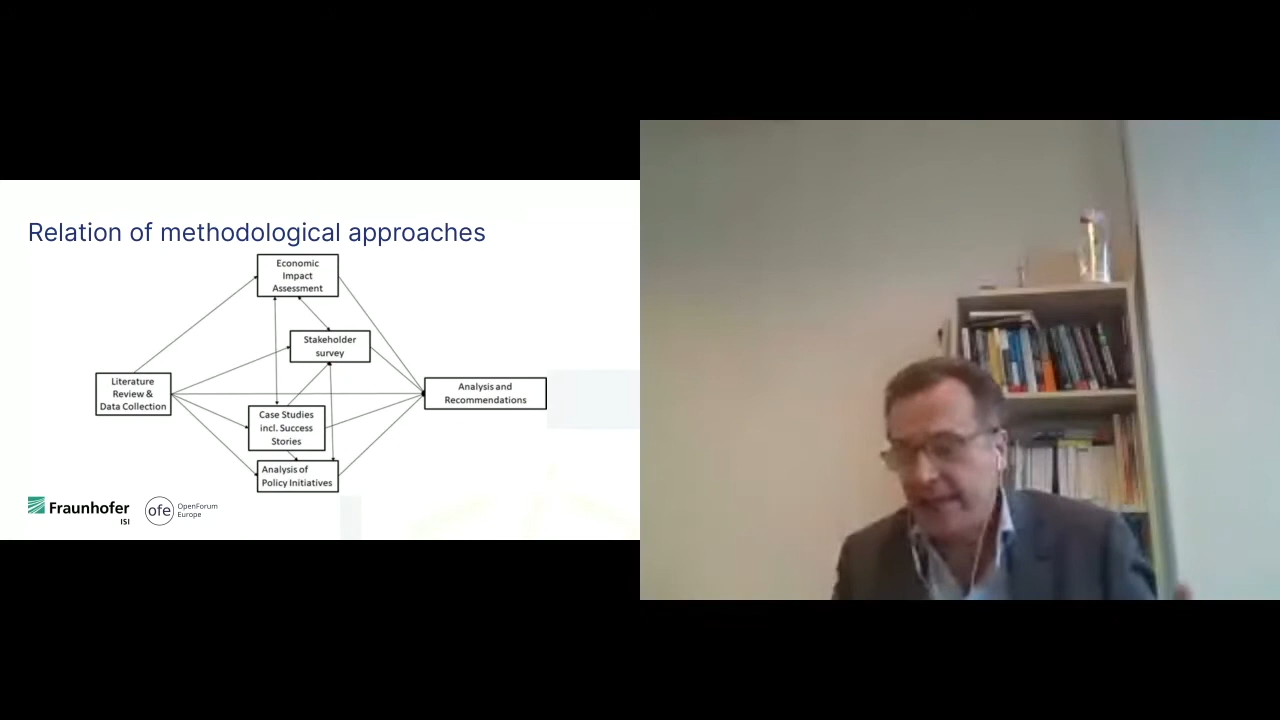 Relation of methodological approaches
Economic
Impact
Assessment
Stakeholder
survey
Literature
Review &
Data Collection
Analysis and
Recommendations
Case Studies
incl. Success
Stories
Analysis of
Policy Initiatives
Fraunhofer
ISI
ofe
OpenForum
Europe